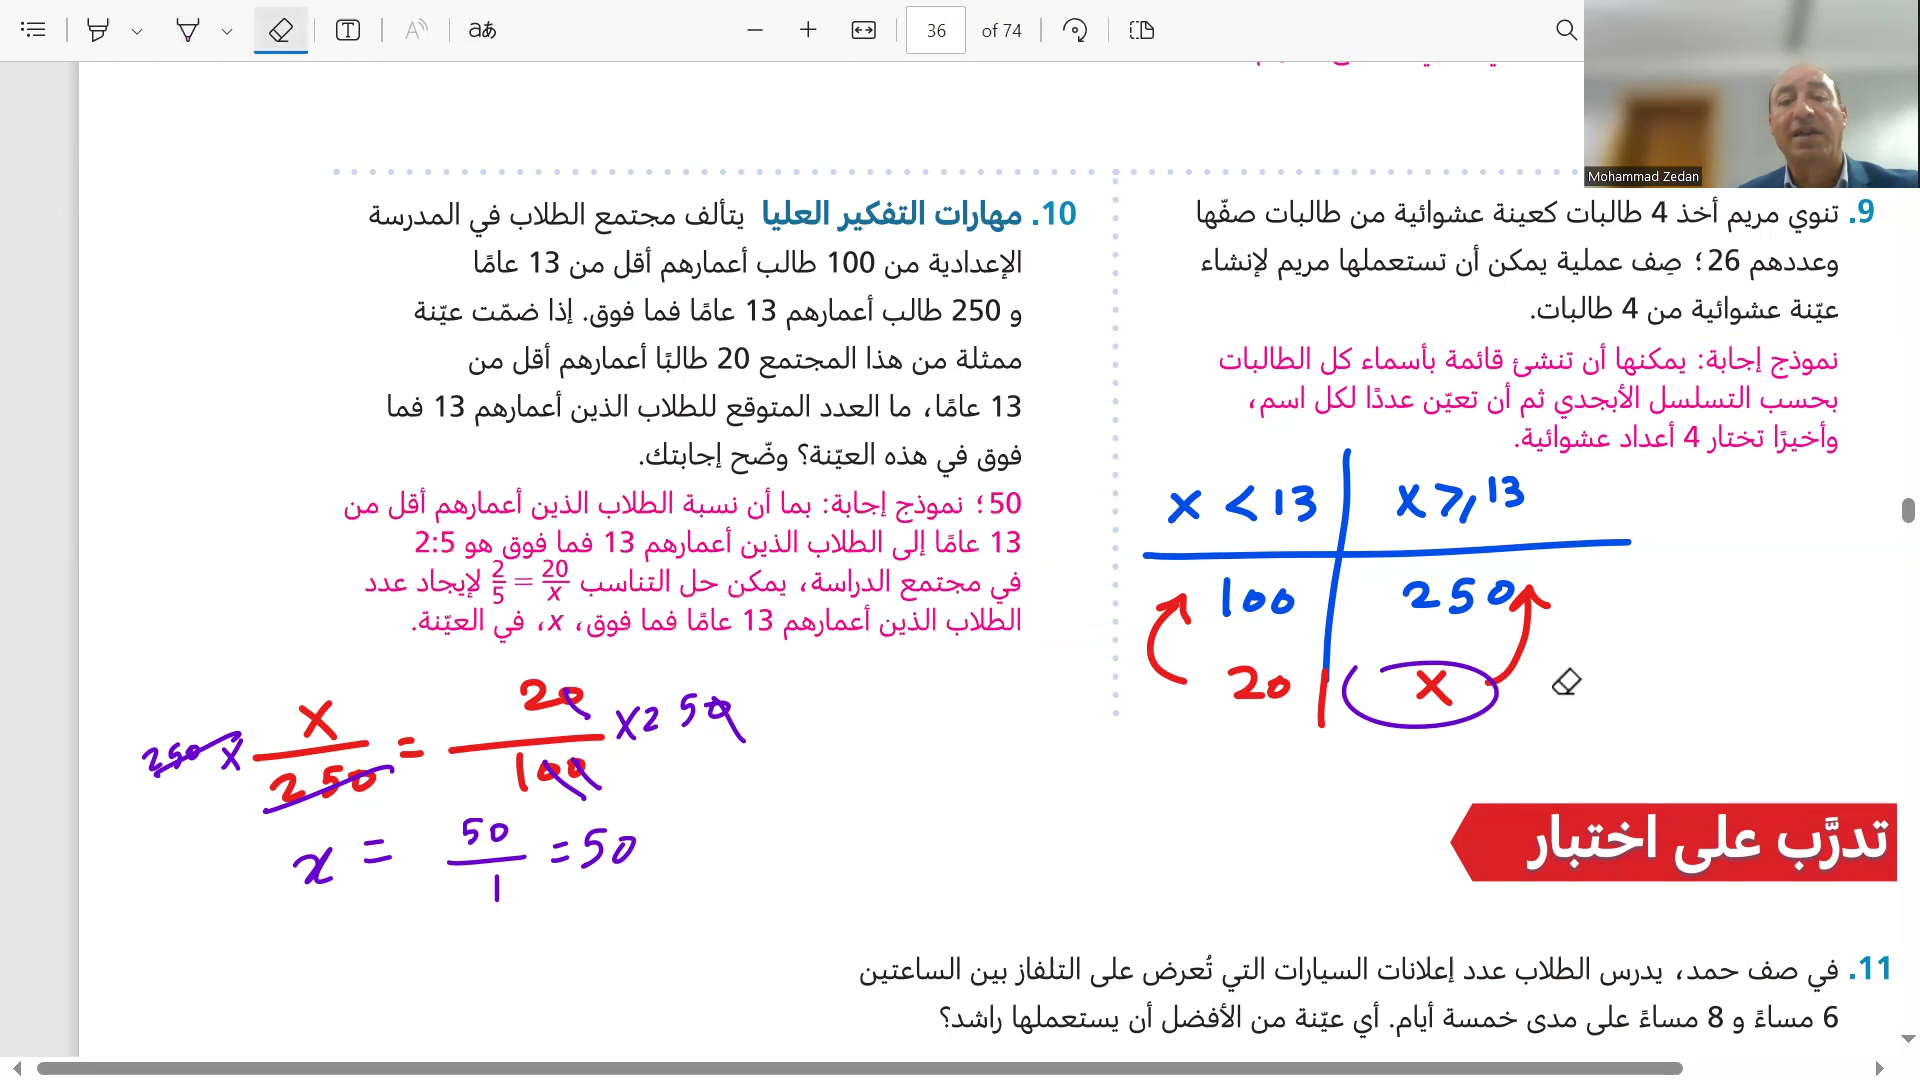 36 of 74
Mohammad Zedan
9. تنوي مريم أخذ 4 طالبات كعينة عشوائية من طالبات صفّها
وعددهم 26؛ صِف عملية يمكن أن تستعملها مريم لإنشاء
عيّنة عشوائية من 4 طالبات.
نموذج إجابة: يمكنها أن تنشئ قائمة بأسماء كل الطالبات
بحسب التسلسل الأبجدي ثم أن تعيّن عددًا لكل اسم،
وأخيرًا تختار 4 أعداد عشوائية.
x < 13 x ≥ 13
100 250
20 x
10. مهارات التفكير العليا يتألف مجتمع الطلاب في المدرسة
الإعدادية من 100 طالب أعمارهم أقل من 13 عامًا
و 250 طالب أعمارهم 13 عامًا فما فوق. إذا ضمّت عيّنة
ممثلة من هذا المجتمع 20 طالبًا أعمارهم أقل من
13 عامًا، ما العدد المتوقع للطلاب الذين أعمارهم 13 فما
فوق في هذه العيّنة؟ وضّح إجابتك.
50؛ نموذج إجابة: بما أن نسبة الطلاب الذين أعمارهم أقل من
13 عامًا إلى الطلاب الذين أعمارهم 13 فما فوق هو 2:5
في مجتمع الدراسة، يمكن حل التناسب 2/5 = 20/x لإيجاد عدد
الطلاب الذين أعمارهم 13 عامًا فما فوق، x، في العيّنة.
250 x x/250 = 20/100 x 250
x = 50/1 = 50
تدرَّب على اختبار
11. في صف حمد، يدرس الطلاب عدد إعلانات السيارات التي تُعرض على التلفاز بين الساعتين
6 مساءً و 8 مساءً على مدى خمسة أيام. أي عيّنة من الأفضل أن يستعملها راشد؟